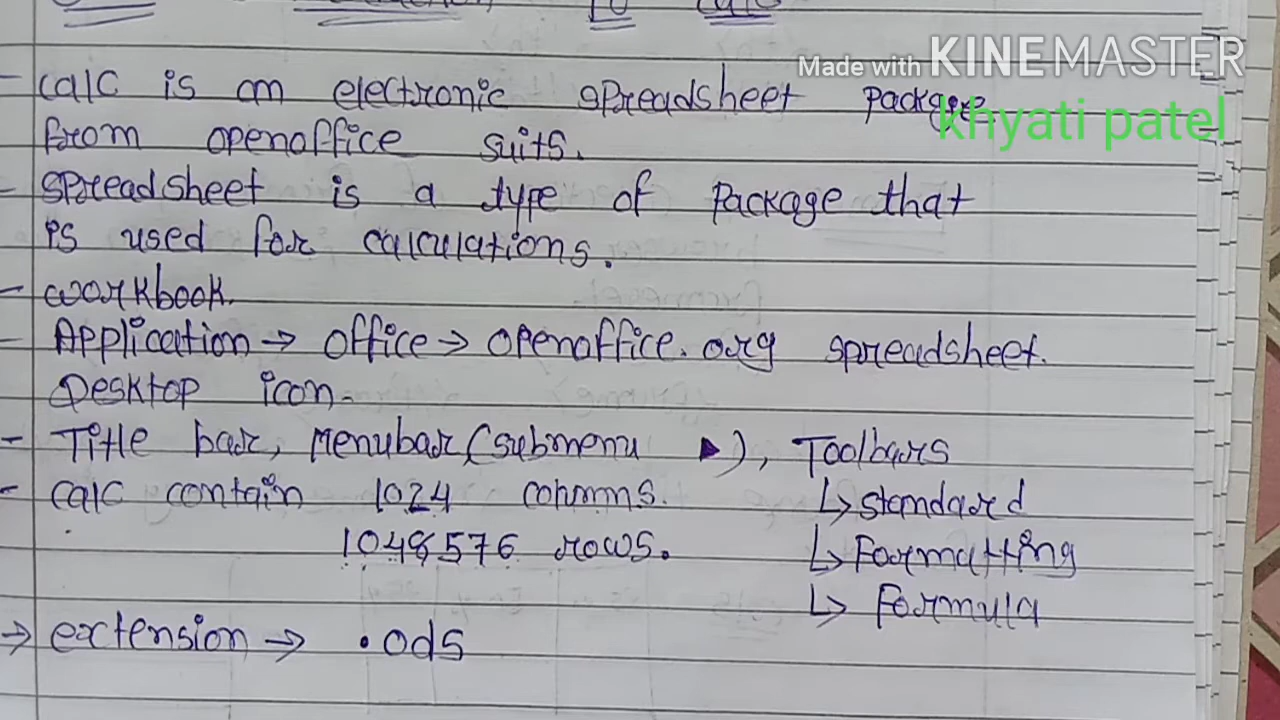 to calc
Made with KINEMASTER
khyati patel
- calc is an electronic spreadsheet package
from openoffice suits.
- spreadsheet is a type of package that
is used for calculations.
- workbook.
- Application → office → openoffice.org spreadsheet.
Desktop icon.
- Title bar, Menubar (submenu ▶), Toolbars
- calc contain 1024 columns. ↳ standard
1048576 rows. ↳ Formatting
↳ Formula
→ extension → .ods